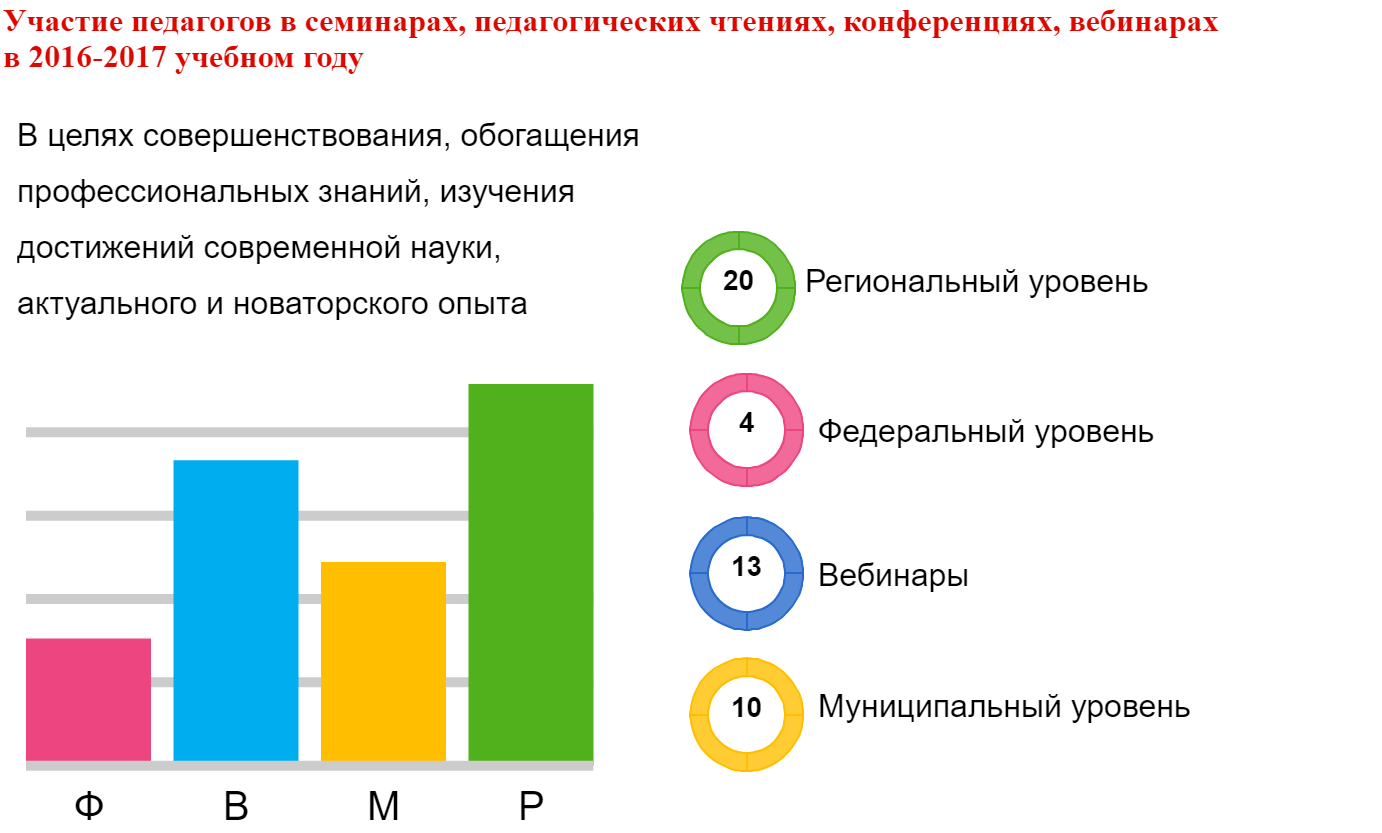 Участие педагогов в семинарах, педагогических чтениях, конференциях, вебинарах
в 2016-2017 учебном году
В целях совершенствования, обогащения
профессиональных знаний, изучения
достижений современной науки,
актуального и новаторского опыта
20 Региональный уровень
4 Федеральный уровень
13 Вебинары
10 Муниципальный уровень
Ф В М Р